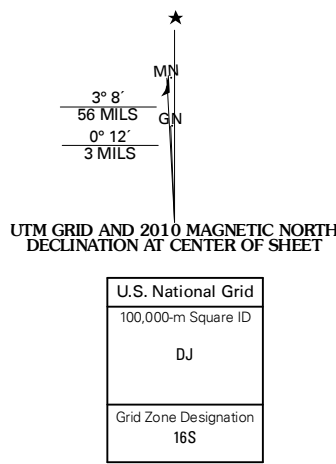 MN
3° 8´
56 MILS
GN
0° 12´
3 MILS
UTM GRID AND 2010 MAGNETIC NORTH
DECLINATION AT CENTER OF SHEET
U.S. National Grid
100,000-m Square ID
DJ
Grid Zone Designation
16S